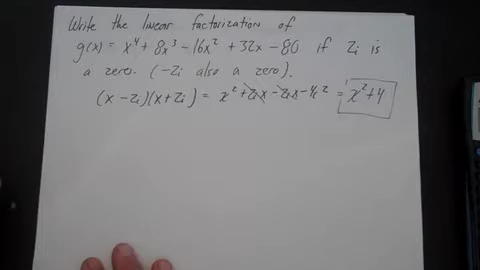 Write the linear factorization of
g(x) = x⁴ + 8x³ - 16x² + 32x - 80 if 2i is
a zero. (-2i also a zero).
(x - 2i)(x + 2i) = x² + 2ix - 2ix - 4i² = x² + 4